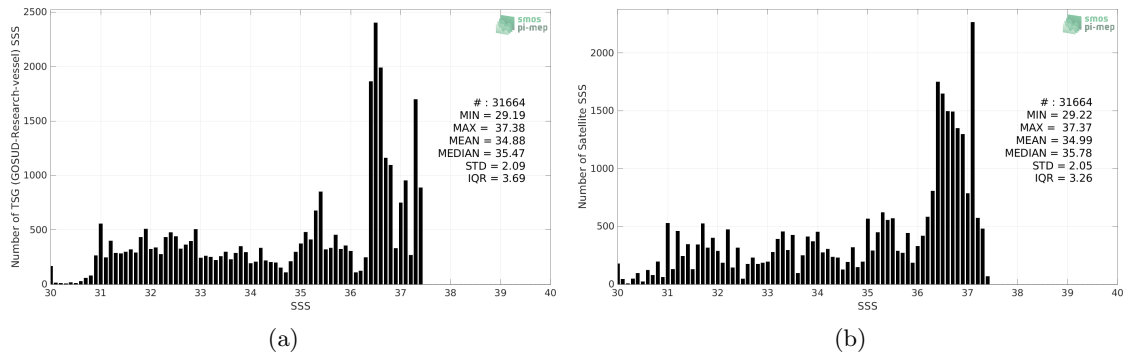 2500
2000
1500
1000
500
0
Number of TSG (GOSUD-Research-vessel) SSS
smos
pi-mep
# : 31664
MIN = 29.19
MAX = 37.38
MEAN = 34.88
MEDIAN = 35.47
STD = 2.09
IQR = 3.69
30 31 32 33 34 35 36 37 38 39 40
SSS
(a)
2000
1500
1000
500
0
Number of Satellite SSS
smos
pi-mep
# : 31664
MIN = 29.22
MAX = 37.37
MEAN = 34.99
MEDIAN = 35.78
STD = 2.05
IQR = 3.26
30 31 32 33 34 35 36 37 38 39 40
SSS
(b)